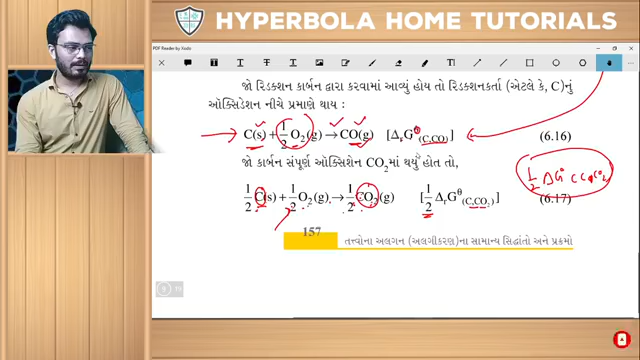 HYPERBOLA HOME TUTORIALS
PDF Reader by Xodo
જો રિડક્શન કાર્બન દ્વારા કરવામાં આવ્યું હોય તો રિડક્શનકર્તા (એટલે કે, C)નું
ઑક્સિડેશન નીચે પ્રમાણે થાય :
C(s) + 1/2 O₂(g) → CO(g) [ΔᵣG^θ (C, CO)] (6.16)
જો કાર્બન સંપૂર્ણ ઑક્સિશેન CO₂માં થયું હોત તો,
1/2 C(s) + 1/2 O₂(g) → 1/2 CO₂(g) [1/2 ΔᵣG^θ (C, CO₂)] (6.17)
157
તત્ત્વોના અલગન (અલગીકરણ)ના સામાન્ય સિદ્ધાંતો અને પ્રક્રમો